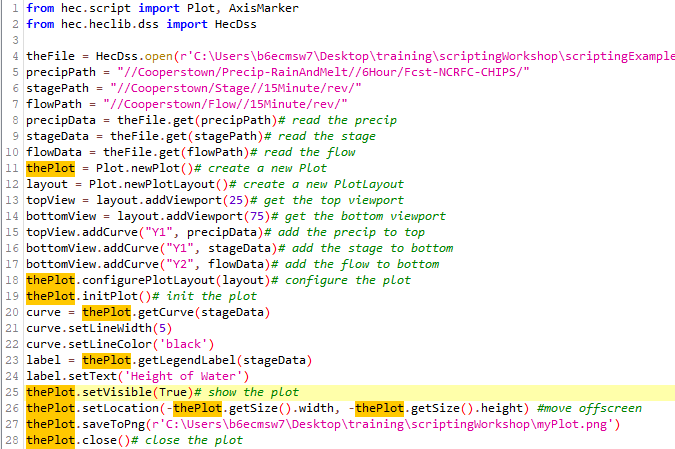 1 from hec.script import Plot, AxisMarker
2 from hec.heclib.dss import HecDss
3
4 theFile = HecDss.open(r'C:\Users\b6ecmsw7\Desktop\training\scriptingWorkshop\scriptingExample
5 precipPath = "//Cooperstown/Precip-RainAndMelt//6Hour/Fcst-NCRFC-CHIPS/"
6 stagePath = "//Cooperstown/Stage//15Minute/rev/"
7 flowPath = "//Cooperstown/Flow//15Minute/rev/"
8 precipData = theFile.get(precipPath)# read the precip
9 stageData = theFile.get(stagePath)# read the stage
10 flowData = theFile.get(flowPath)# read the flow
11 thePlot = Plot.newPlot()# create a new Plot
12 layout = Plot.newPlotLayout()# create a new PlotLayout
13 topView = layout.addViewport(25)# get the top viewport
14 bottomView = layout.addViewport(75)# get the bottom viewport
15 topView.addCurve("Y1", precipData)# add the precip to top
16 bottomView.addCurve("Y1", stageData)# add the stage to bottom
17 bottomView.addCurve("Y2", flowData)# add the flow to bottom
18 thePlot.configurePlotLayout(layout)# configure the plot
19 thePlot.initPlot()# init the plot
20 curve = thePlot.getCurve(stageData)
21 curve.setLineWidth(5)
22 curve.setLineColor('black')
23 label = thePlot.getLegendLabel(stageData)
24 label.setText('Height of Water')
25 thePlot.setVisible(True)# show the plot
26 thePlot.setLocation(-thePlot.getSize().width, -thePlot.getSize().height) #move offscreen
27 thePlot.saveToPng(r'C:\Users\b6ecmsw7\Desktop\training\scriptingWorkshop\myPlot.png')
28 thePlot.close()# close the plot